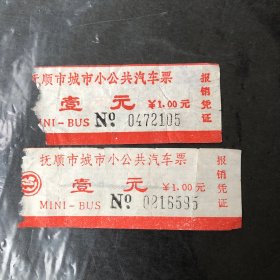 抚顺市城市小公共汽车票
壹元 ¥1.00元
MINI-BUS № 0472105
报销凭证
抚顺市城市小公共汽车票
壹元 ¥1.00元
MINI-BUS № 0216595
报销凭证